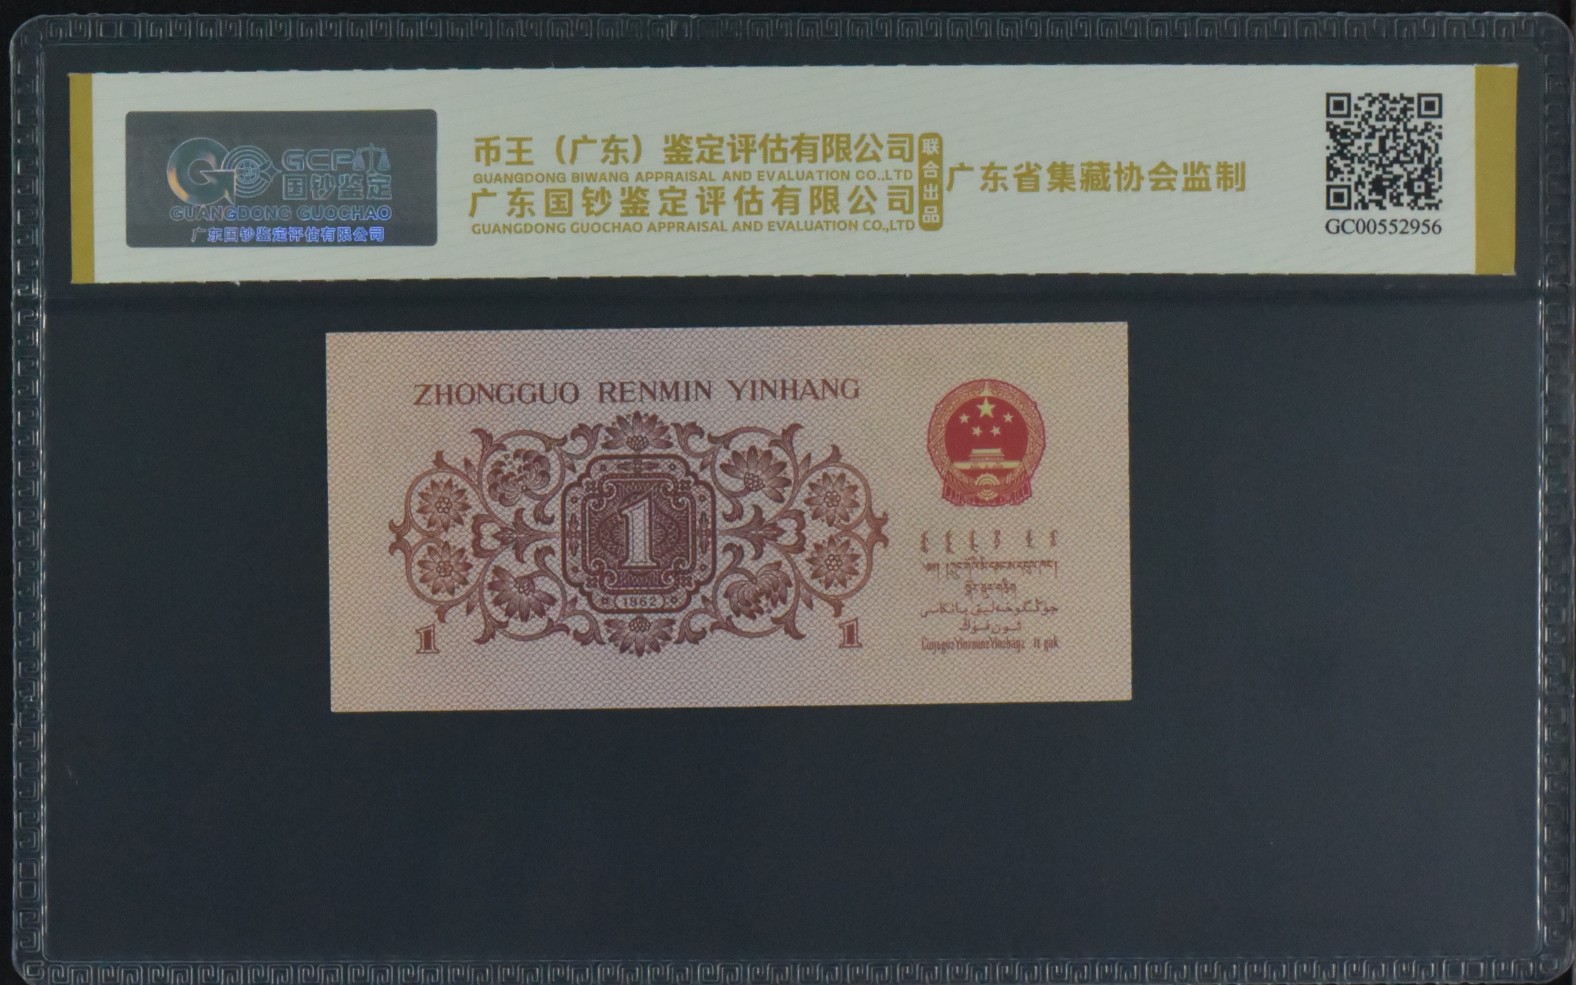 GCP
国钞鉴定
GUANGDONG GUOCHAO
广东国钞鉴定评估有限公司
币王（广东）鉴定评估有限公司
GUANGDONG BIWANG APPRAISAL AND EVALUATION CO.,LTD
广东国钞鉴定评估有限公司
GUANGDONG GUOCHAO APPRAISAL AND EVALUATION CO.,LTD
联合出品
广东省集藏协会监制
GC00552956
ZHONGGUO RENMIN YINHANG
1
(1962)
1
1
جۇڭگو خەلىق بانكاسى